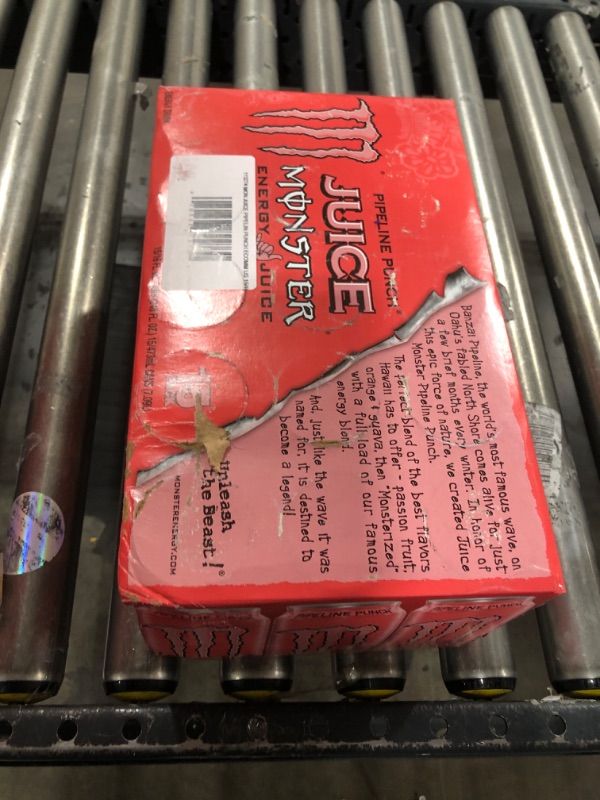 PIPELINE PUNCH®
JUICE
MONSTER
ENERGY JUICE
Banzai Pipeline, the world's most famous wave, on
Oahu's fabled North Shore comes alive for just
a few brief months every winter. In honor of
this epic force of nature, we created Juice
Monster Pipeline Punch.
The perfect blend of the best flavors
Hawaii has to offer - passion fruit,
orange & guava, then "Monsterized"
with a full load of our famous
energy blend.
And, just like the wave it was
named for, it is destined to
become a legend!
Unleash
the Beast!®
MONSTERENERGY.COM
15
PIPELINE PUNCH
PIPELINE PUNCH